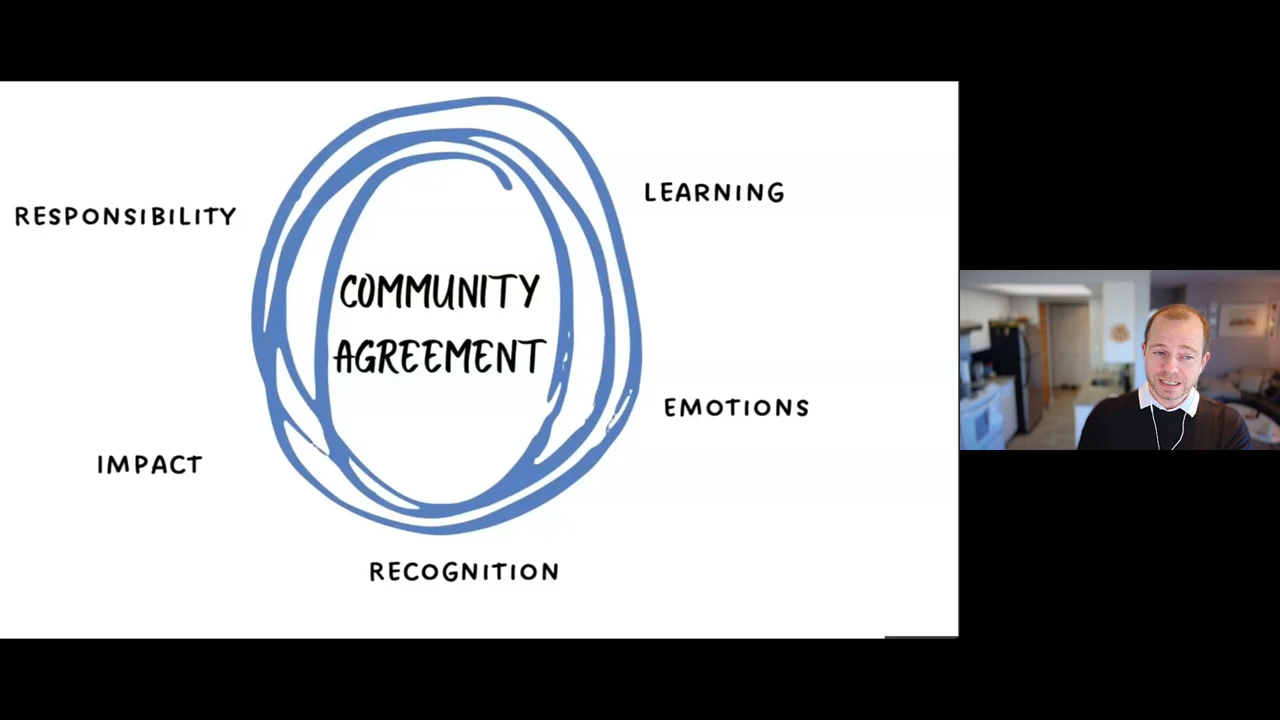 RESPONSIBILITY
LEARNING
COMMUNITY
AGREEMENT
EMOTIONS
IMPACT
RECOGNITION